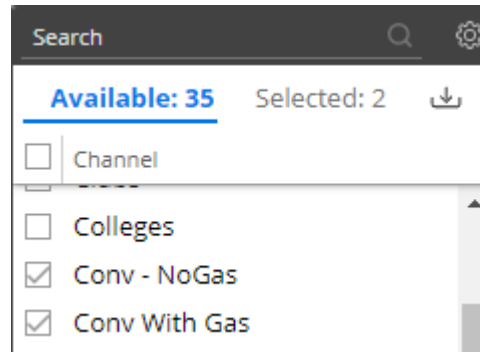 Search
Available: 35 Selected: 2
Channel
Colleges
Conv - NoGas
Conv With Gas